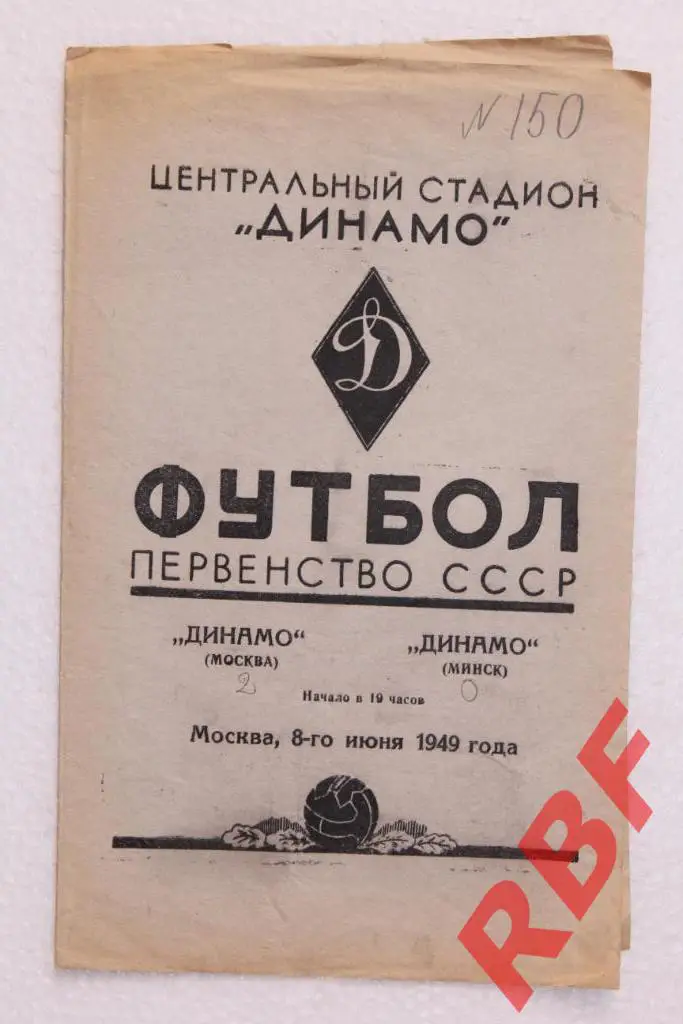 N 150
ЦЕНТРАЛЬНЫЙ СТАДИОН
„ДИНАМО”
Д
ФУТБОЛ
ПЕРВЕНСТВО СССР
„ДИНАМО“ „ДИНАМО“
(МОСКВА) (МИНСК)
2 0
Начало в 19 часов
Москва, 8-го июня 1949 года
RBF